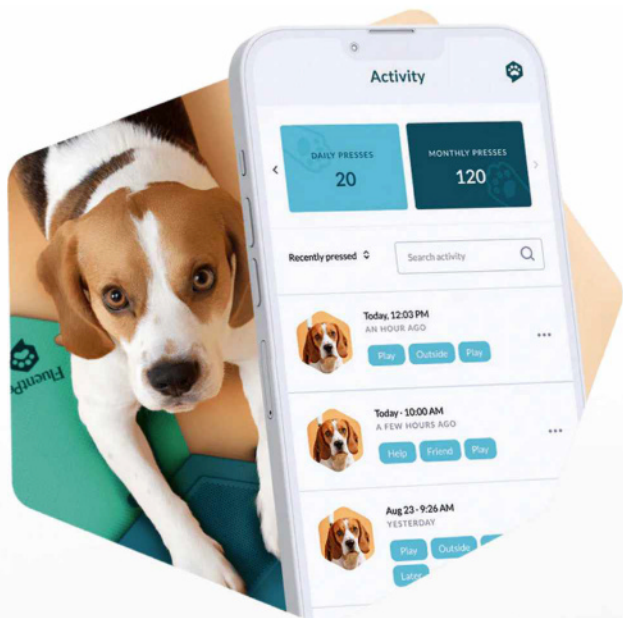 Activity
DAILY PRESSES
20
MONTHLY PRESSES
120
Recently pressed
Search activity
Today, 12:03 PM
AN HOUR AGO
Play Outside Play
Today - 10:00 AM
A FEW HOURS AGO
Help Friend Play
Aug 23 - 9:26 AM
YESTERDAY
Play Outside
Later